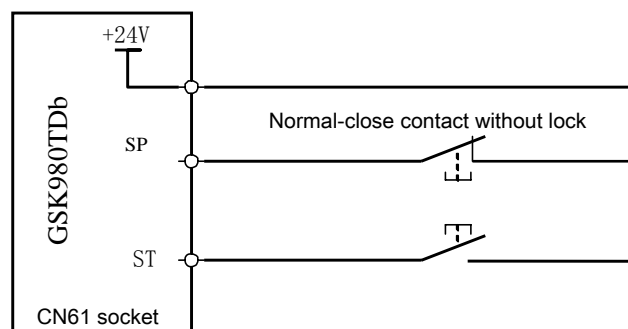 +24V
Normal-close contact without lock
SP
GSK980TDb
ST
CN61 socket